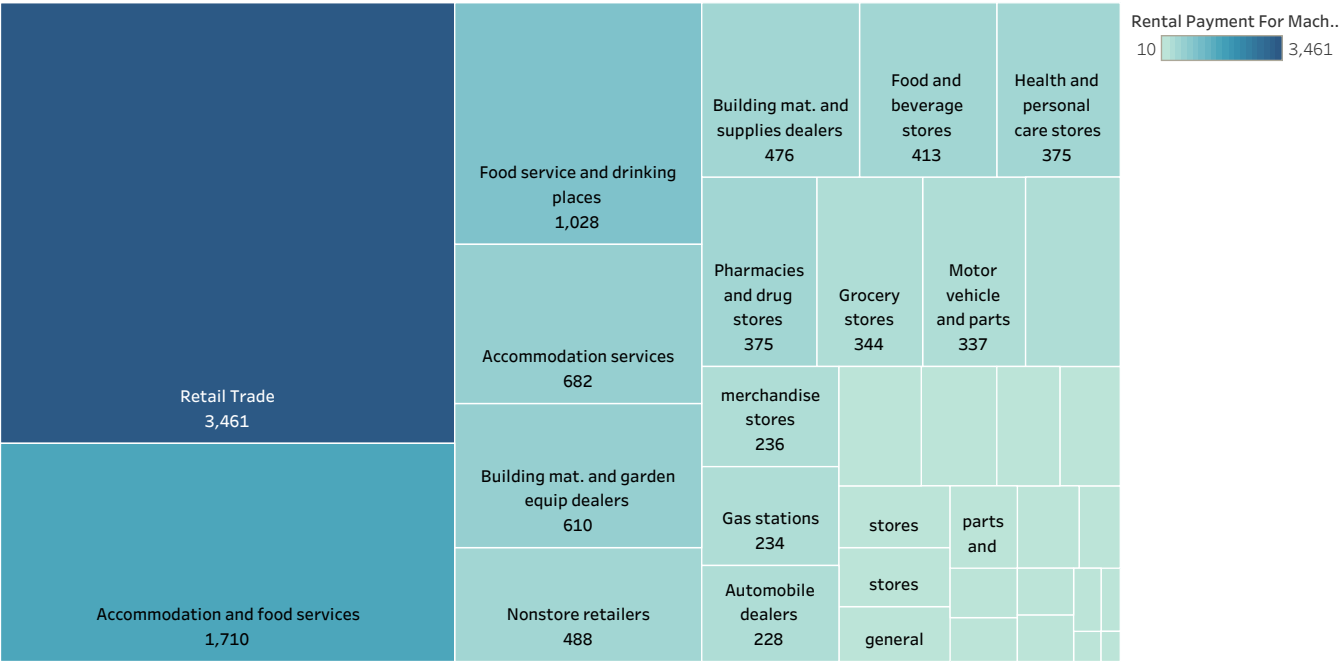 Rental Payment For Mach..
10
3,461
Retail Trade
3,461
Accommodation and food services
1,710
Food service and drinking
places
1,028
Accommodation services
682
Building mat. and garden
equip dealers
610
Nonstore retailers
488
Building mat. and
supplies dealers
476
Food and
beverage
stores
413
Health and
personal
care stores
375
Pharmacies
and drug
stores
375
Grocery
stores
344
Motor
vehicle
and parts
337
merchandise
stores
236
Gas stations
234
Automobile
dealers
228
stores
stores
general
parts
and